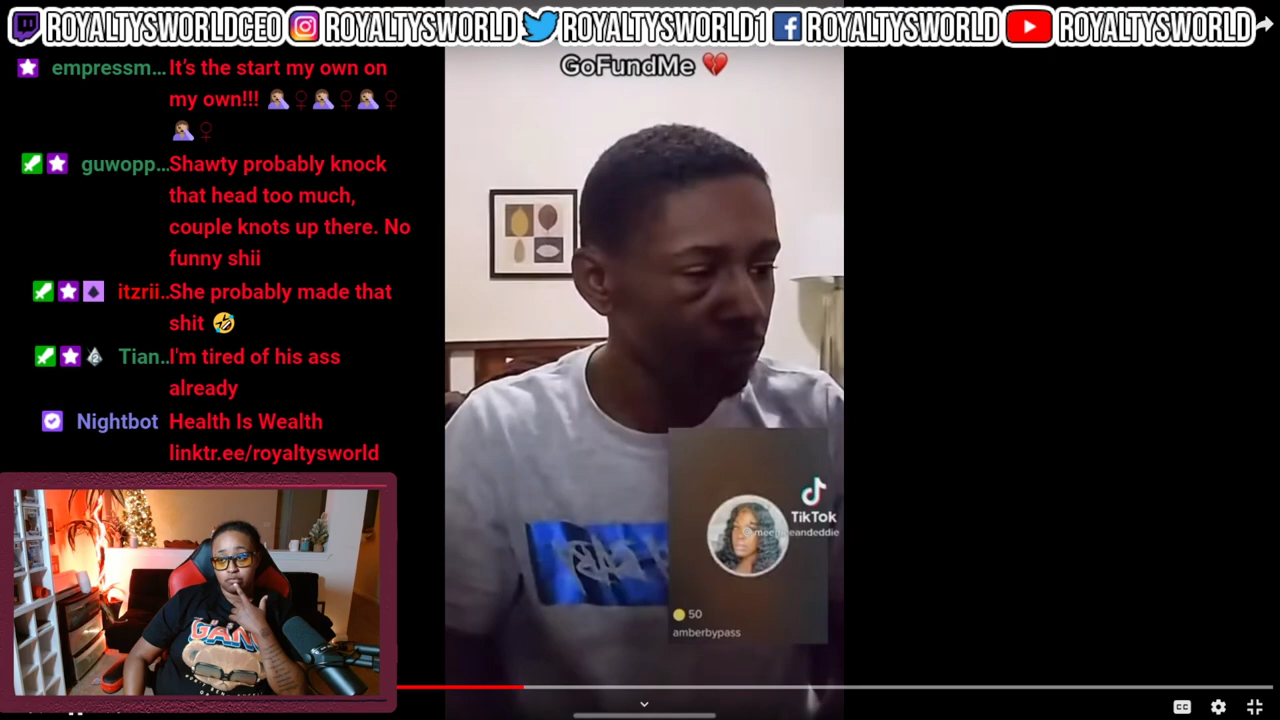 ROYALTYSWORLDCEO ROYALTYSWORLD ROYALTYSWORLD1 ROYALTYSWORLD ROYALTYSWORLD
GoFundMe 💔
empressm... It's the start my own on
my own!!! 🤦🏽♀🤦🏽♀🤦🏽♀
🤦🏽♀
guwopp... Shawty probably knock
that head too much,
couple knots up there. No
funny shii
itzrii.. She probably made that
shit 🤣
Tian.. I'm tired of his ass
already
Nightbot Health Is Wealth
linktr.ee/royaltysworld
TikTok
50
amberbypass
CC